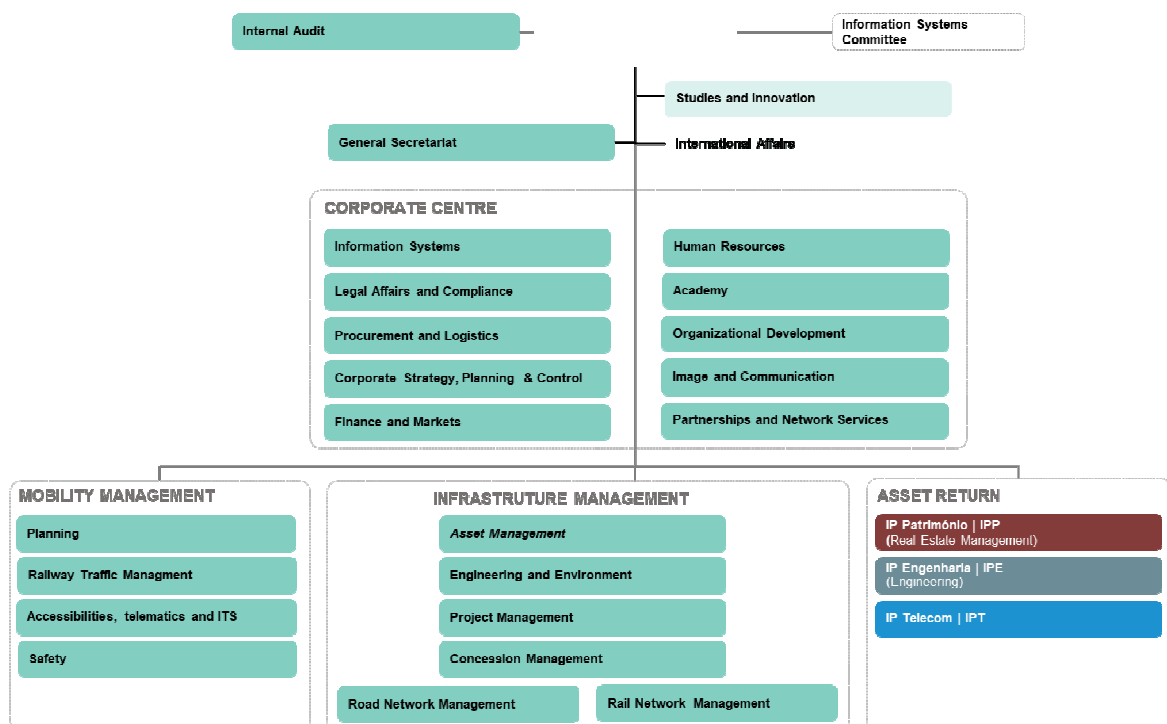 Internal Audit
Information Systems
Committee
Studies and Innovation
General Secretariat
International Affairs
CORPORATE CENTRE
Information Systems
Human Resources
Legal Affairs and Compliance
Academy
Procurement and Logistics
Organizational Development
Corporate Strategy, Planning & Control
Image and Communication
Finance and Markets
Partnerships and Network Services
MOBILITY MANAGEMENT
Planning
Railway Traffic Managment
Accessibilities, telematics and ITS
Safety
INFRASTRUTURE MANAGEMENT
Asset Management
Engineering and Environment
Project Management
Concession Management
Road Network Management
Rail Network Management
ASSET RETURN
IP Património | IPP
(Real Estate Management)
IP Engenharia | IPE
(Engineering)
IP Telecom | IPT